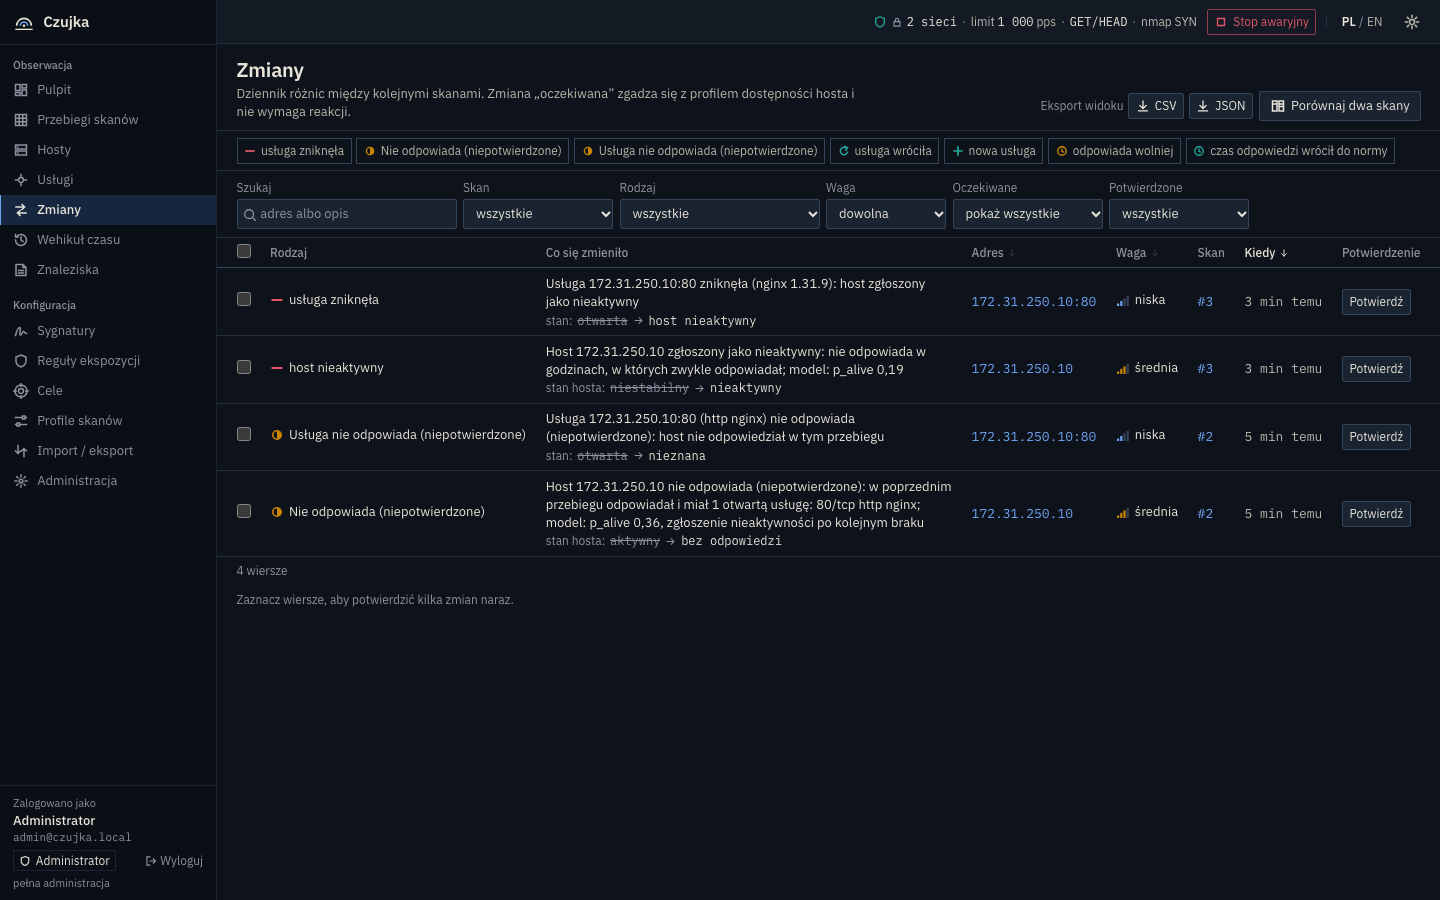 Czujka
2 sieci · limit 1 000 pps · GET/HEAD · nmap SYN
Stop awaryjny
PL / EN
Obserwacja
Pulpit
Przebiegi skanów
Hosty
Usługi
Zmiany
Wehikuł czasu
Znaleziska
Konfiguracja
Sygnatury
Reguły ekspozycji
Cele
Profile skanów
Import / eksport
Administracja
Zalogowano jako
Administrator
admin@czujka.local
Administrator
Wyloguj
pełna administracja
Zmiany
Dziennik różnic między kolejnymi skanami. Zmiana „oczekiwana” zgadza się z profilem dostępności hosta i
nie wymaga reakcji.
Eksport widoku
CSV
JSON
Porównaj dwa skany
usługa zniknęła
Nie odpowiada (niepotwierdzone)
Usługa nie odpowiada (niepotwierdzone)
usługa wróciła
nowa usługa
odpowiada wolniej
czas odpowiedzi wrócił do normy
Szukaj
Skan
Rodzaj
Waga
Oczekiwane
Potwierdzone
adres albo opis
wszystkie
wszystkie
dowolna
pokaż wszystkie
wszystkie
Rodzaj
Co się zmieniło
Adres ↓
Waga ↓
Skan
Kiedy ↓
Potwierdzenie
usługa zniknęła
Usługa 172.31.250.10:80 zniknęła (nginx 1.31.9): host zgłoszony
jako nieaktywny
stan: otwarta → host nieaktywny
172.31.250.10:80
niska
#3
3 min temu
Potwierdź
host nieaktywny
Host 172.31.250.10 zgłoszony jako nieaktywny: nie odpowiada w
godzinach, w których zwykle odpowiadał; model: p_alive 0,19
stan hosta: niestabilny → nieaktywny
172.31.250.10
średnia
#3
3 min temu
Potwierdź
Usługa nie odpowiada (niepotwierdzone)
Usługa 172.31.250.10:80 (http nginx) nie odpowiada
(niepotwierdzone): host nie odpowiedział w tym przebiegu
stan: otwarta → nieznana
172.31.250.10:80
niska
#2
5 min temu
Potwierdź
Nie odpowiada (niepotwierdzone)
Host 172.31.250.10 nie odpowiada (niepotwierdzone): w poprzednim
przebiegu odpowiadał i miał 1 otwartą usługę: 80/tcp http nginx;
model: p_alive 0,36, zgłoszenie nieaktywności po kolejnym braku
stan hosta: aktywny → bez odpowiedzi
172.31.250.10
średnia
#2
5 min temu
Potwierdź
4 wiersze
Zaznacz wiersze, aby potwierdzić kilka zmian naraz.